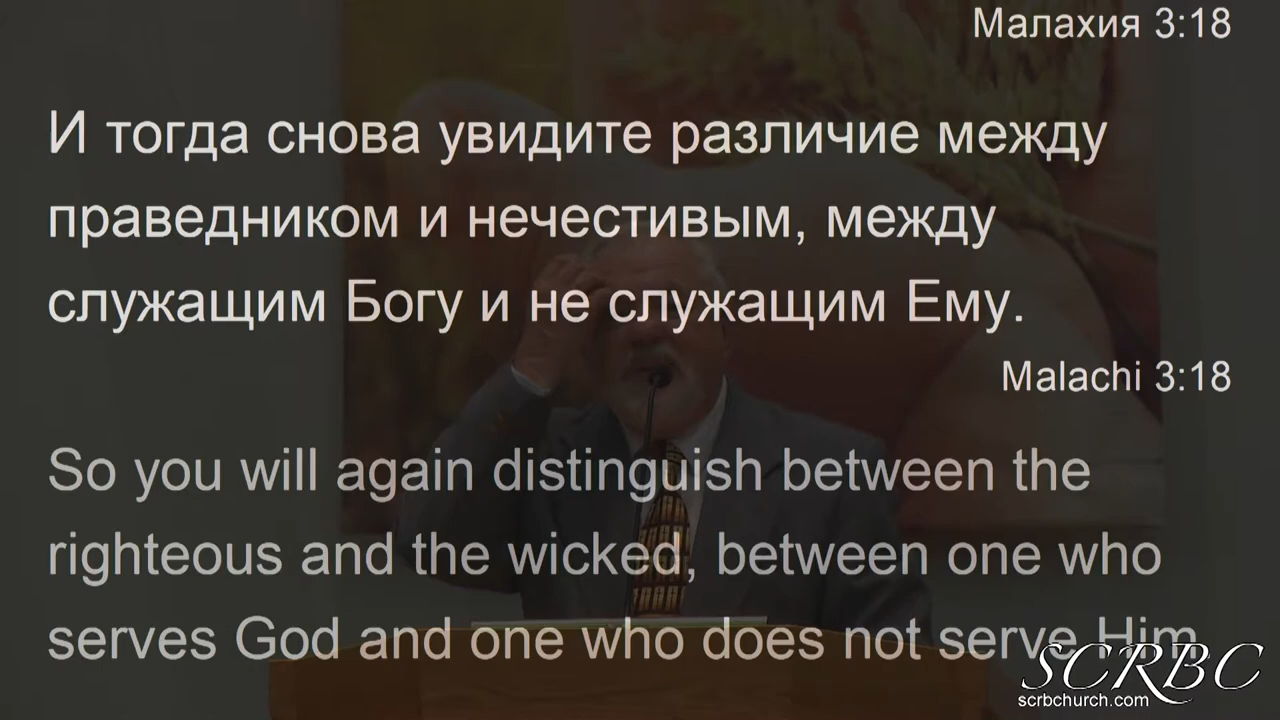 Малахия 3:18
И тогда снова увидите различие между
праведником и нечестивым, между
служащим Богу и не служащим Ему.
Malachi 3:18
So you will again distinguish between the
righteous and the wicked, between one who
serves God and one who does not serve Him
SCRBC
scrbchurch.com